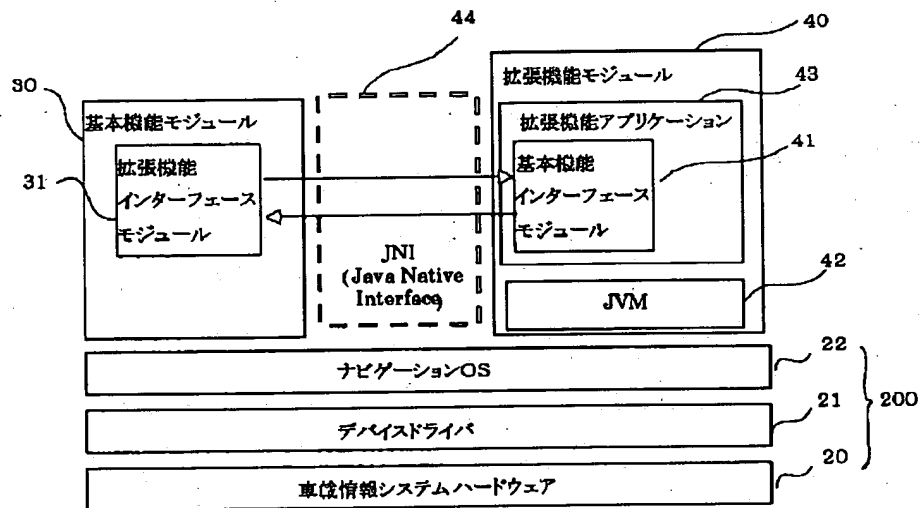 44
40
30
基本機能モジュール
拡張機能モジュール
43
拡張機能アプリケーション
31
拡張機能
インターフェース
モジュール
基本機能
インターフェース
モジュール
41
JNI
(Java Native
Interface)
42
JVM
22
ナビゲーションOS
200
21
デバイスドライバ
20
車載情報システムハードウェア